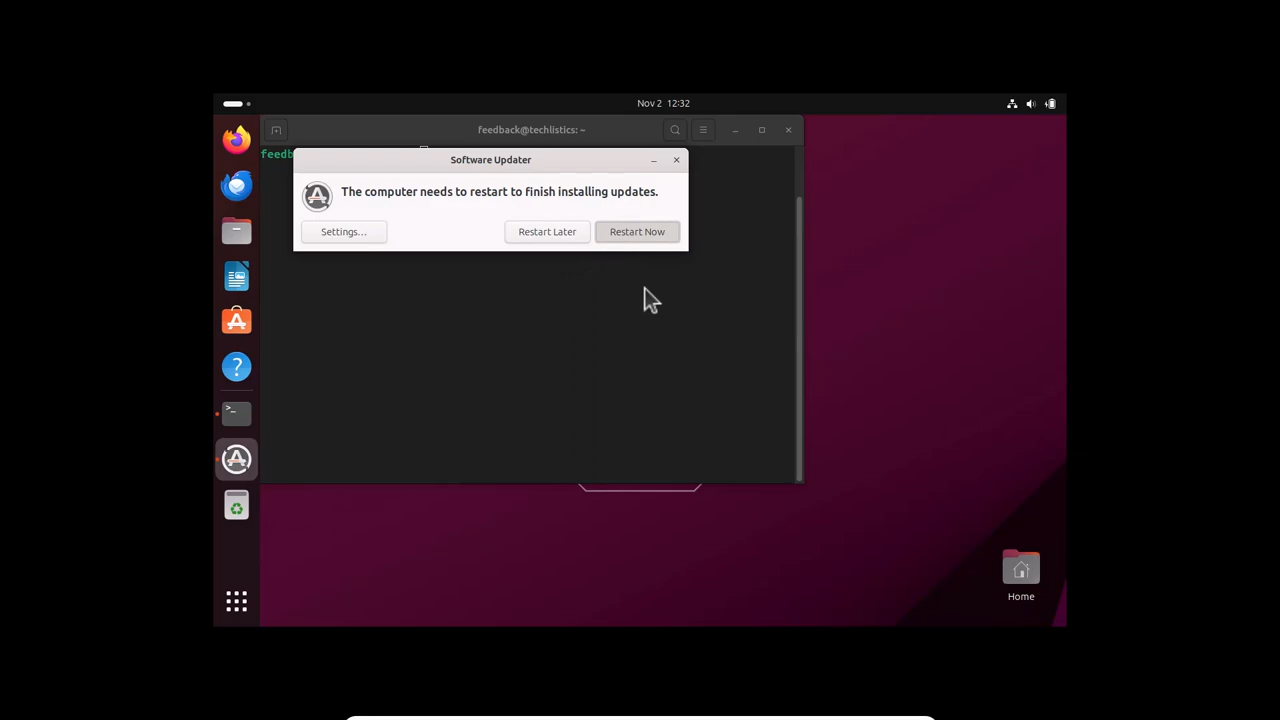 Nov 2 12:32
feedback@techlistics: ~
feedb
Software Updater
The computer needs to restart to finish installing updates.
Settings...
Restart Later
Restart Now
Home